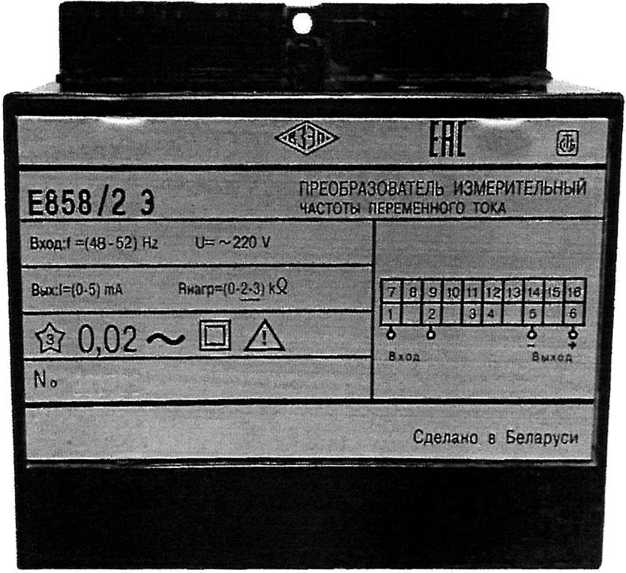 ВЗЭП
ЕАС
Е858/2 Э
ПРЕОБРАЗОВАТЕЛЬ ИЗМЕРИТЕЛЬНЫЙ
ЧАСТОТЫ ПЕРЕМЕННОГО ТОКА
Вход:f =(48-52) Hz U= ~220 V
Вых:I=(0-5) mA Rнагр=(0-2-3) kΩ
3 0,02 ~ !
No
7 8 9 10 11 12 13 14 15 16
1 2 3 4 5 6
- +
Вход Выход
Сделано в Беларуси